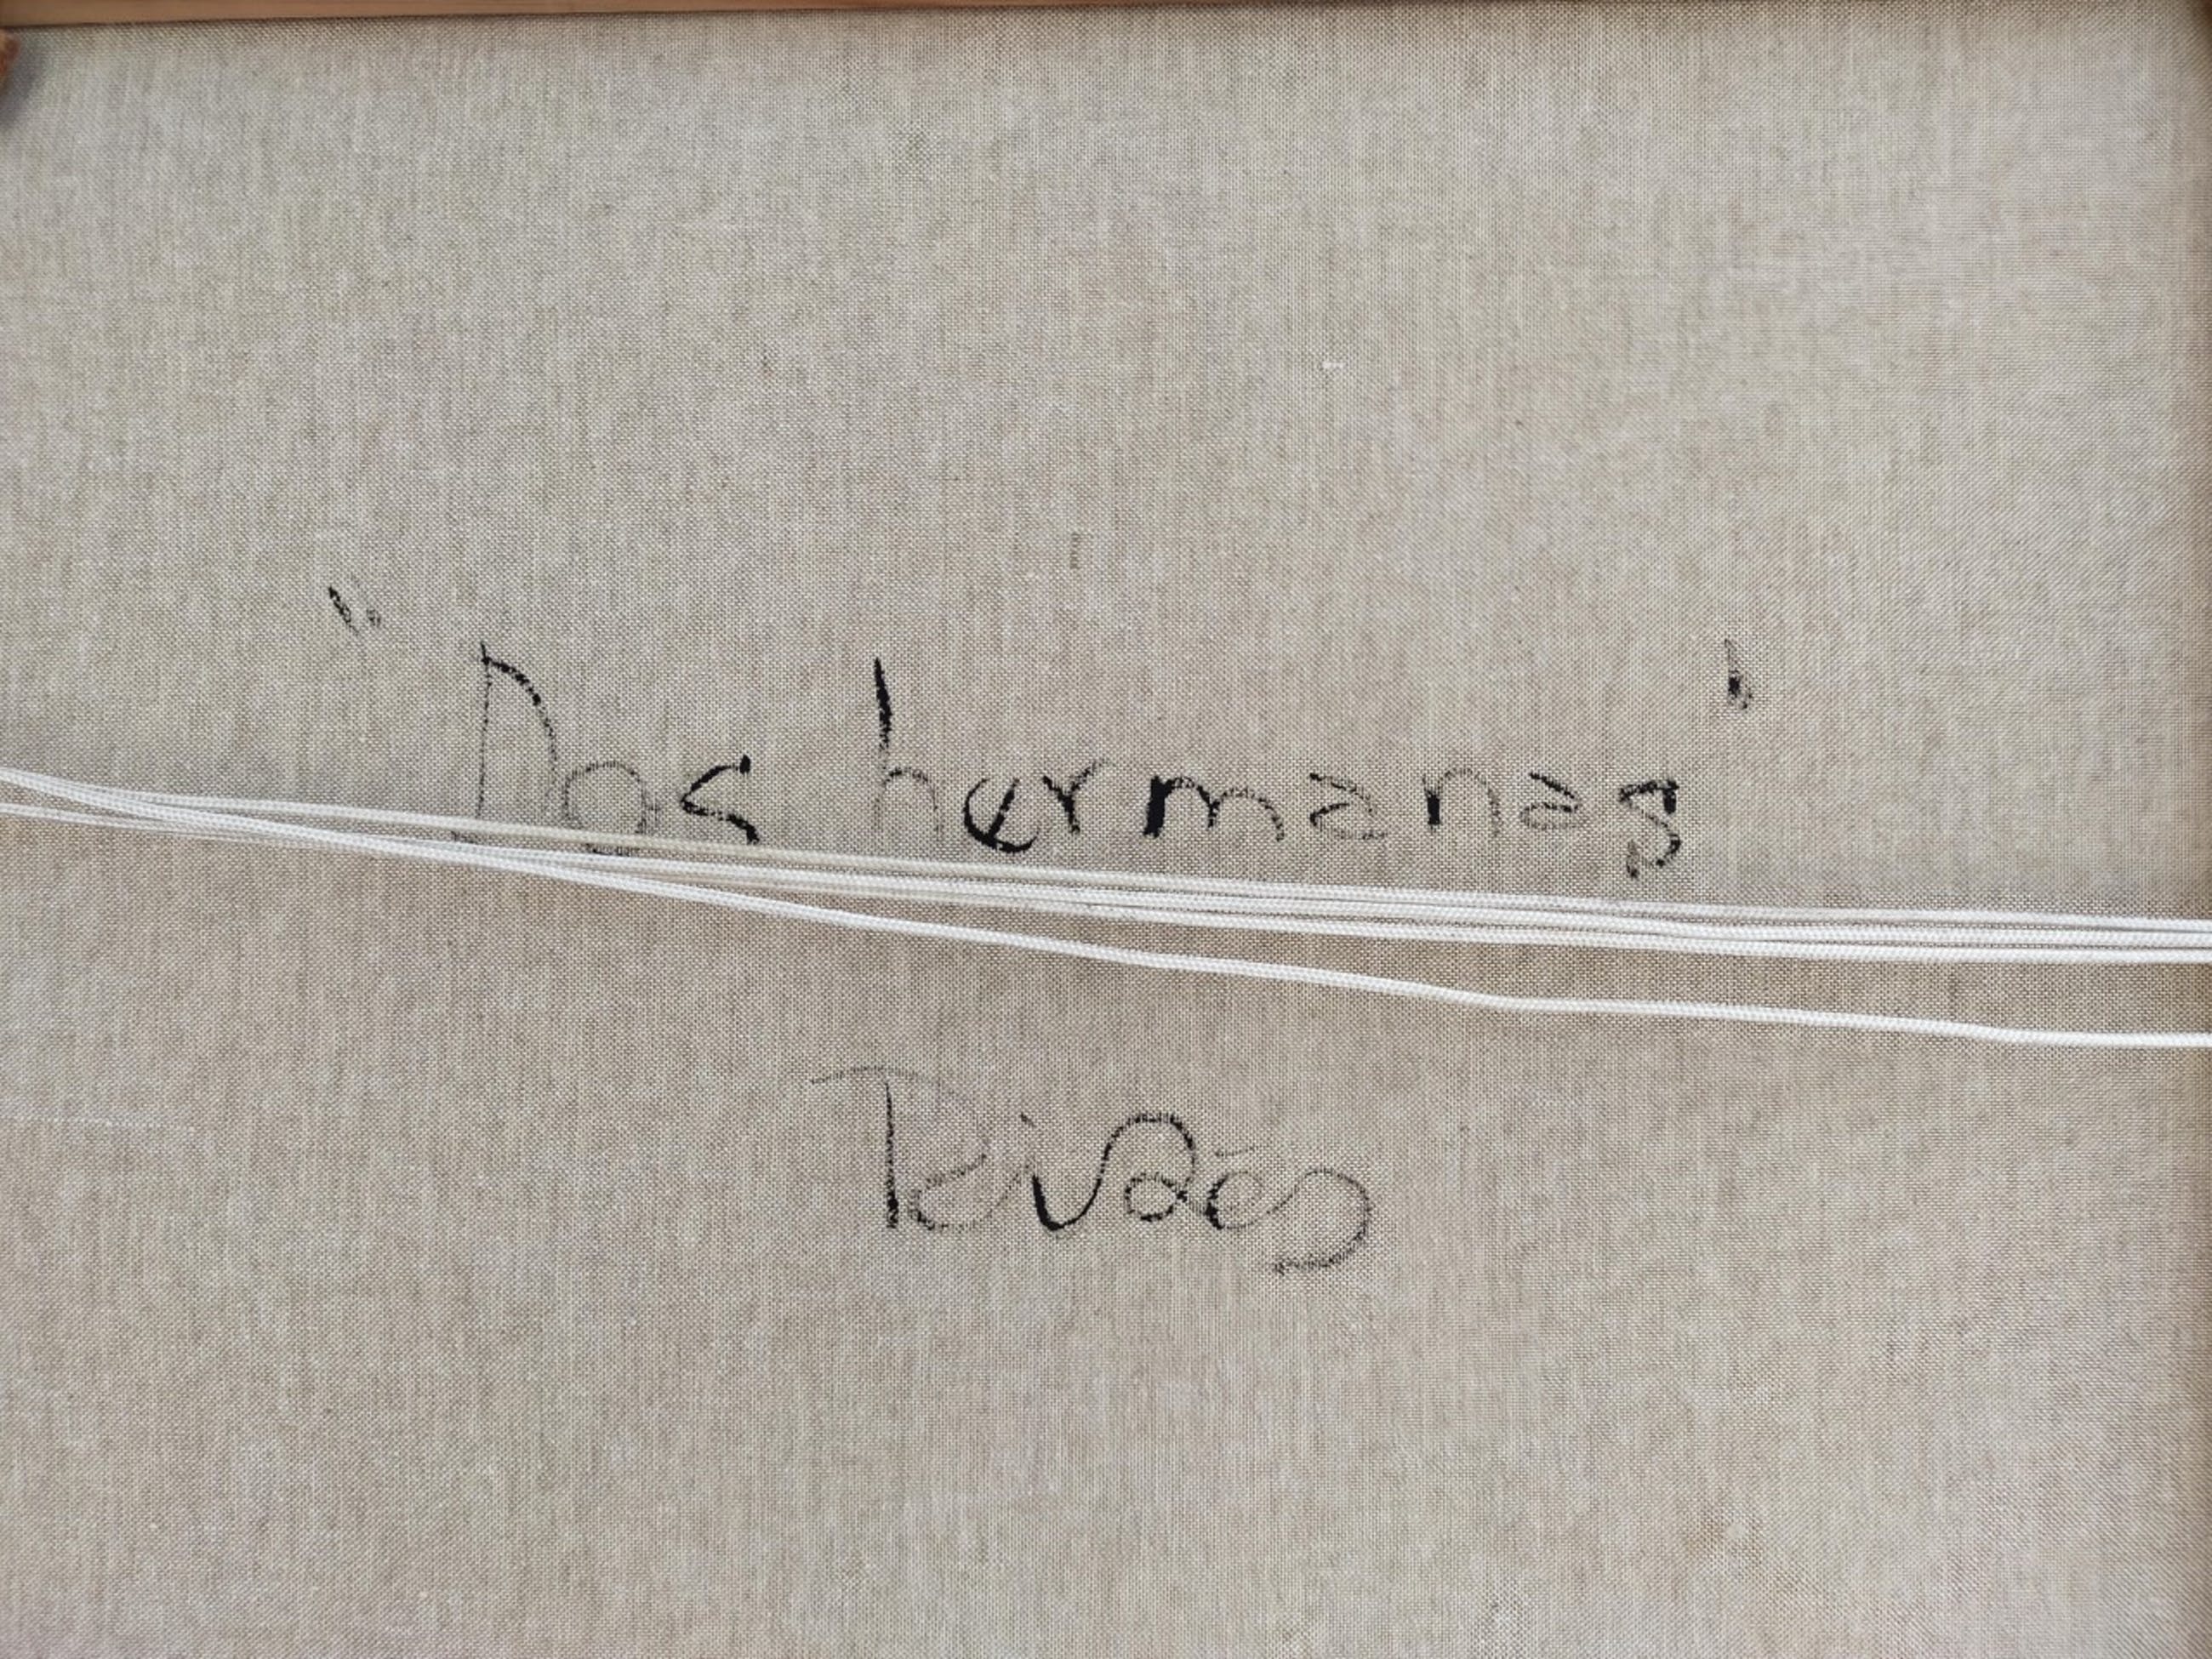 "Dos hermanas"